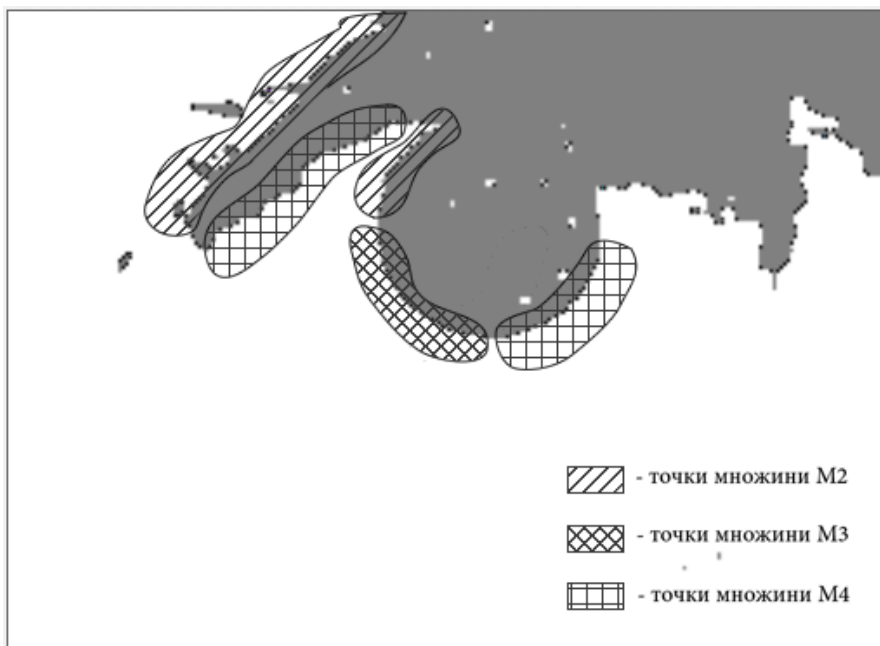 - точки множини М2
- точки множини М3
- точки множини М4